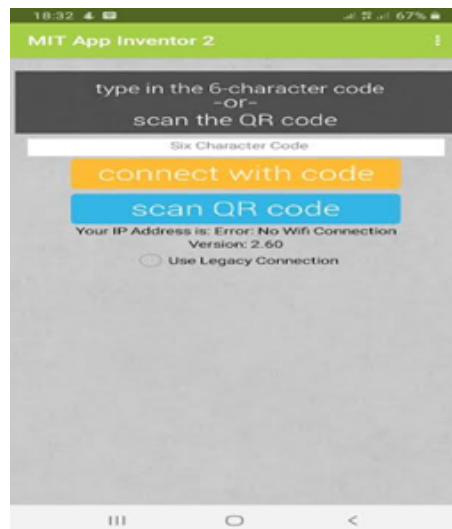 18:32
67%
MIT App Inventor 2
type in the 6-character code
-or-
scan the QR code
Six Character Code
connect with code
scan QR code
Your IP Address is: Error: No Wifi Connection
Version: 2.60
Use Legacy Connection